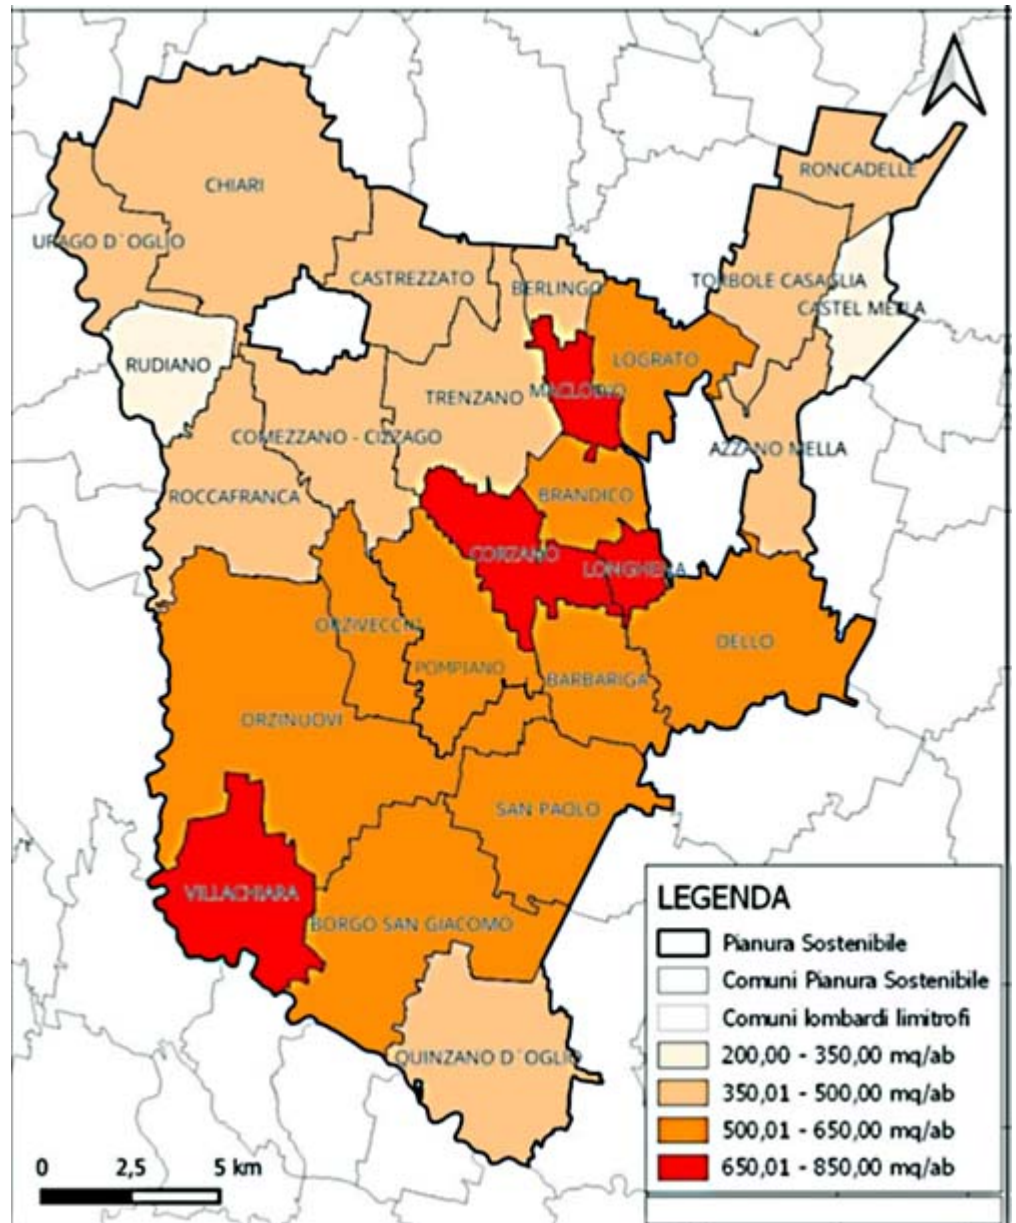 RONCADELLE
CHIARI
URAGO D`OGLIO
CASTREZZATO
BERLINGO
TORBOLE CASAGLIA
CASTEL MELLA
RUDIANO
LOGRATO
TRENZANO
MACLODIO
COMEZZANO - CIZZAGO
AZZANO MELLA
ROCCAFRANCA
BRANDICO
CORZANO
LONGHENA
ORZIVECCHI
DELLO
POMPIANO
BARBARIGA
ORZINUOVI
SAN PAOLO
VILLACHIARA
BORGO SAN GIACOMO
QUINZANO D`OGLIO
LEGENDA
Pianura Sostenibile
Comuni Pianura Sostenibile
Comuni lombardi limitrofi
200,00 - 350,00 mq/ab
350,01 - 500,00 mq/ab
500,01 - 650,00 mq/ab
650,01 - 850,00 mq/ab
0 2,5 5 km